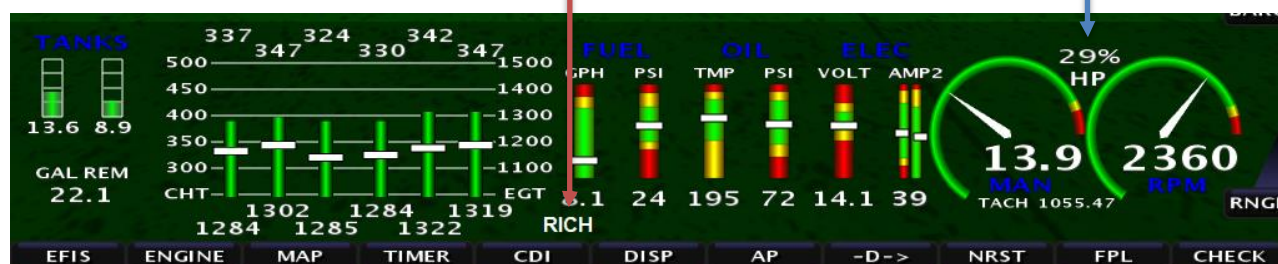 TANKS
13.6 8.9
GAL REM
22.1
337 324 342
347 330 347
500 1500
450 1400
400 1300
350 1200
300 1100
CHT EGT
1302 1284 1319
1284 1285 1322
FUEL OIL ELEC
GPH PSI TMP PSI VOLT AMP2
8.1 24 195 72 14.1 39
RICH
29%
HP
13.9 2360
MAN RPM
TACH 1055.47
EFIS ENGINE MAP TIMER CDI DISP AP -D-> NRST FPL CHECK